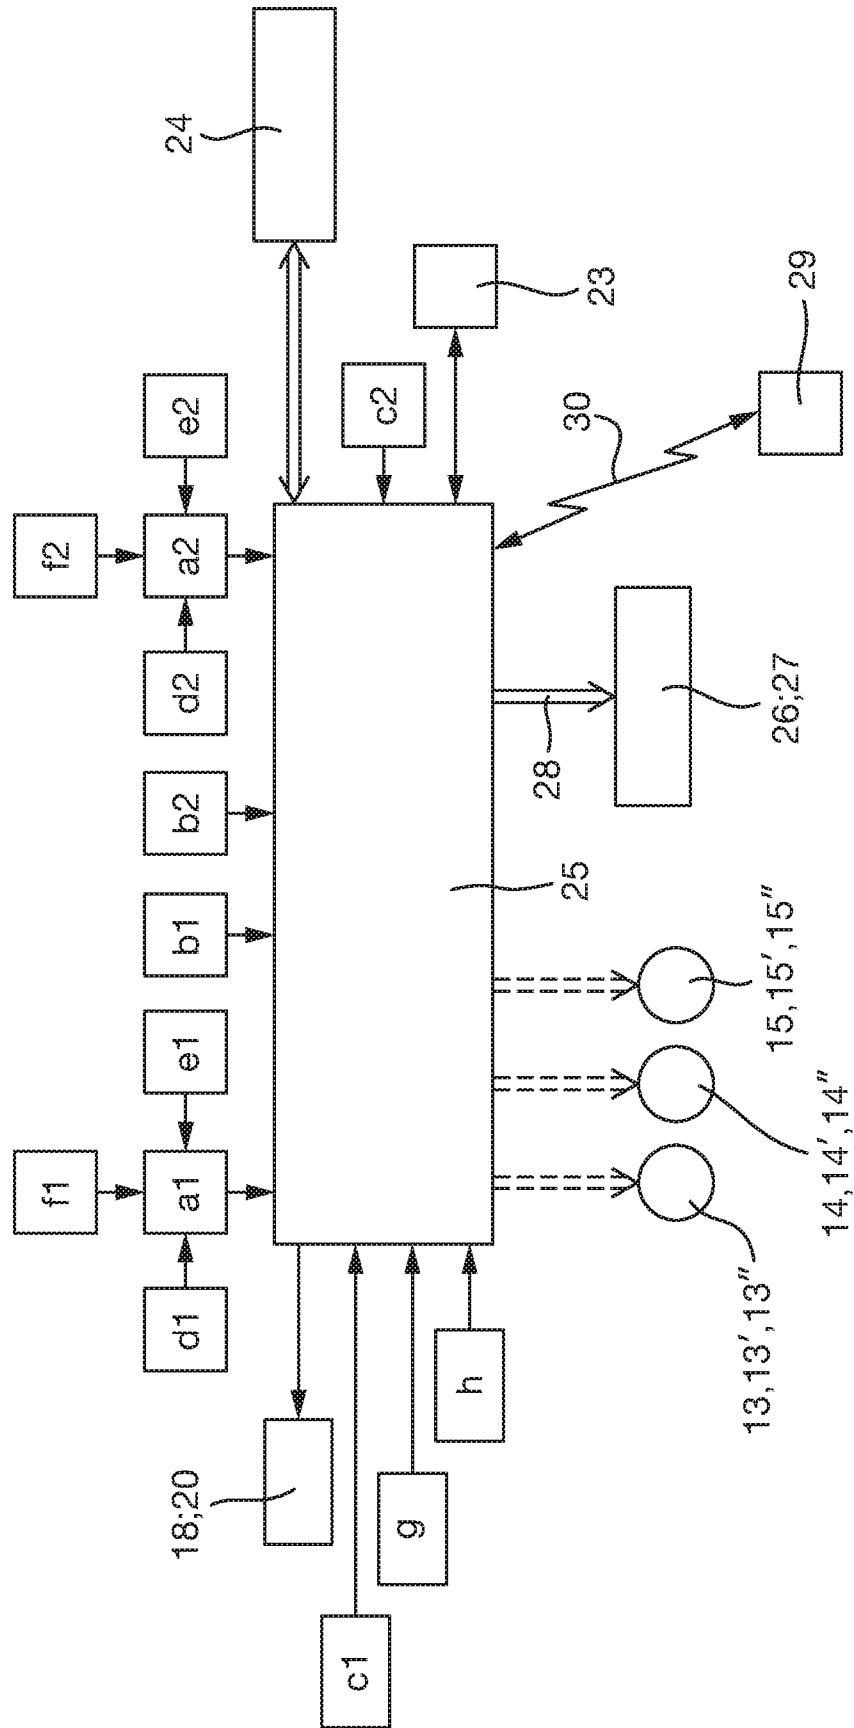 f1
f2
d1
a1
e1
b1
b2
d2
a2
e2
24
18;20
c1
g
h
25
c2
23
28
30
29
26;27
13,13′,13″
14,14′,14″
15,15′,15″